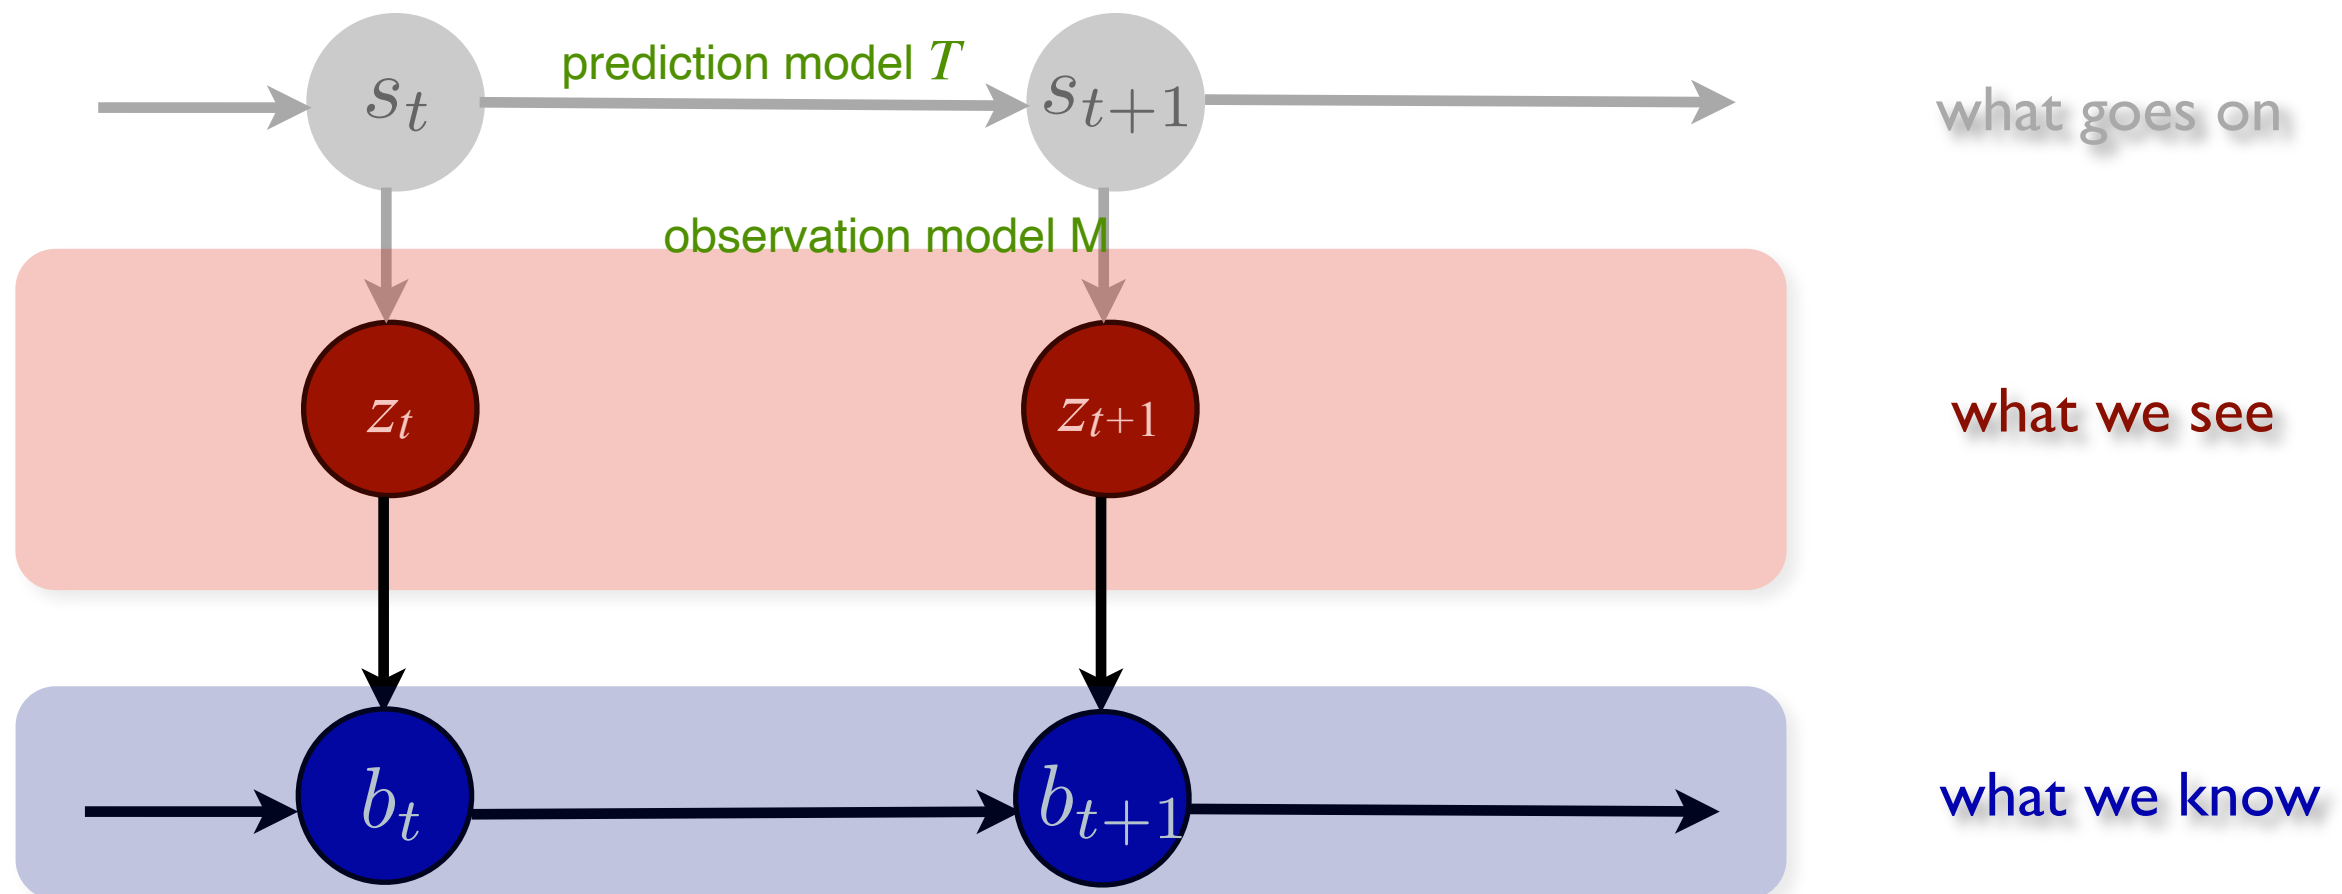 prediction model T
s_t
s_{t+1}
what goes on
observation model M
z_t
z_{t+1}
what we see
b_t
b_{t+1}
what we know